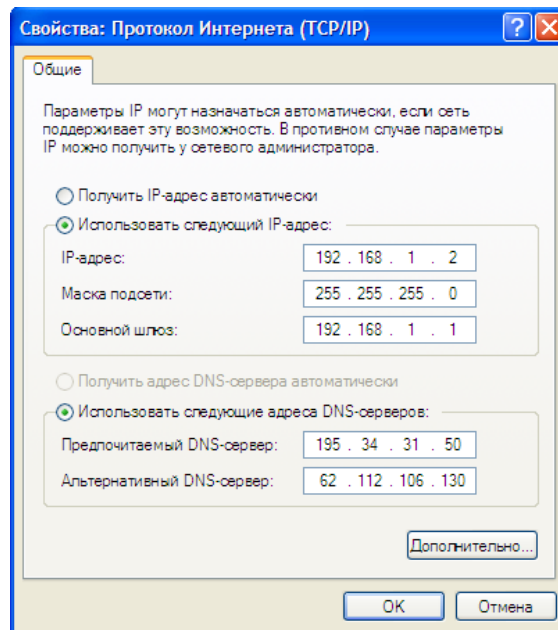 Свойства: Протокол Интернета (TCP/IP)
Общие
Параметры IP могут назначаться автоматически, если сеть
поддерживает эту возможность. В противном случае параметры
IP можно получить у сетевого администратора.
Получить IP-адрес автоматически
Использовать следующий IP-адрес:
IP-адрес: 192 . 168 . 1 . 2
Маска подсети: 255 . 255 . 255 . 0
Основной шлюз: 192 . 168 . 1 . 1
Получить адрес DNS-сервера автоматически
Использовать следующие адреса DNS-серверов:
Предпочитаемый DNS-сервер: 195 . 34 . 31 . 50
Альтернативный DNS-сервер: 62 . 112 . 106 . 130
Дополнительно...
OK Отмена